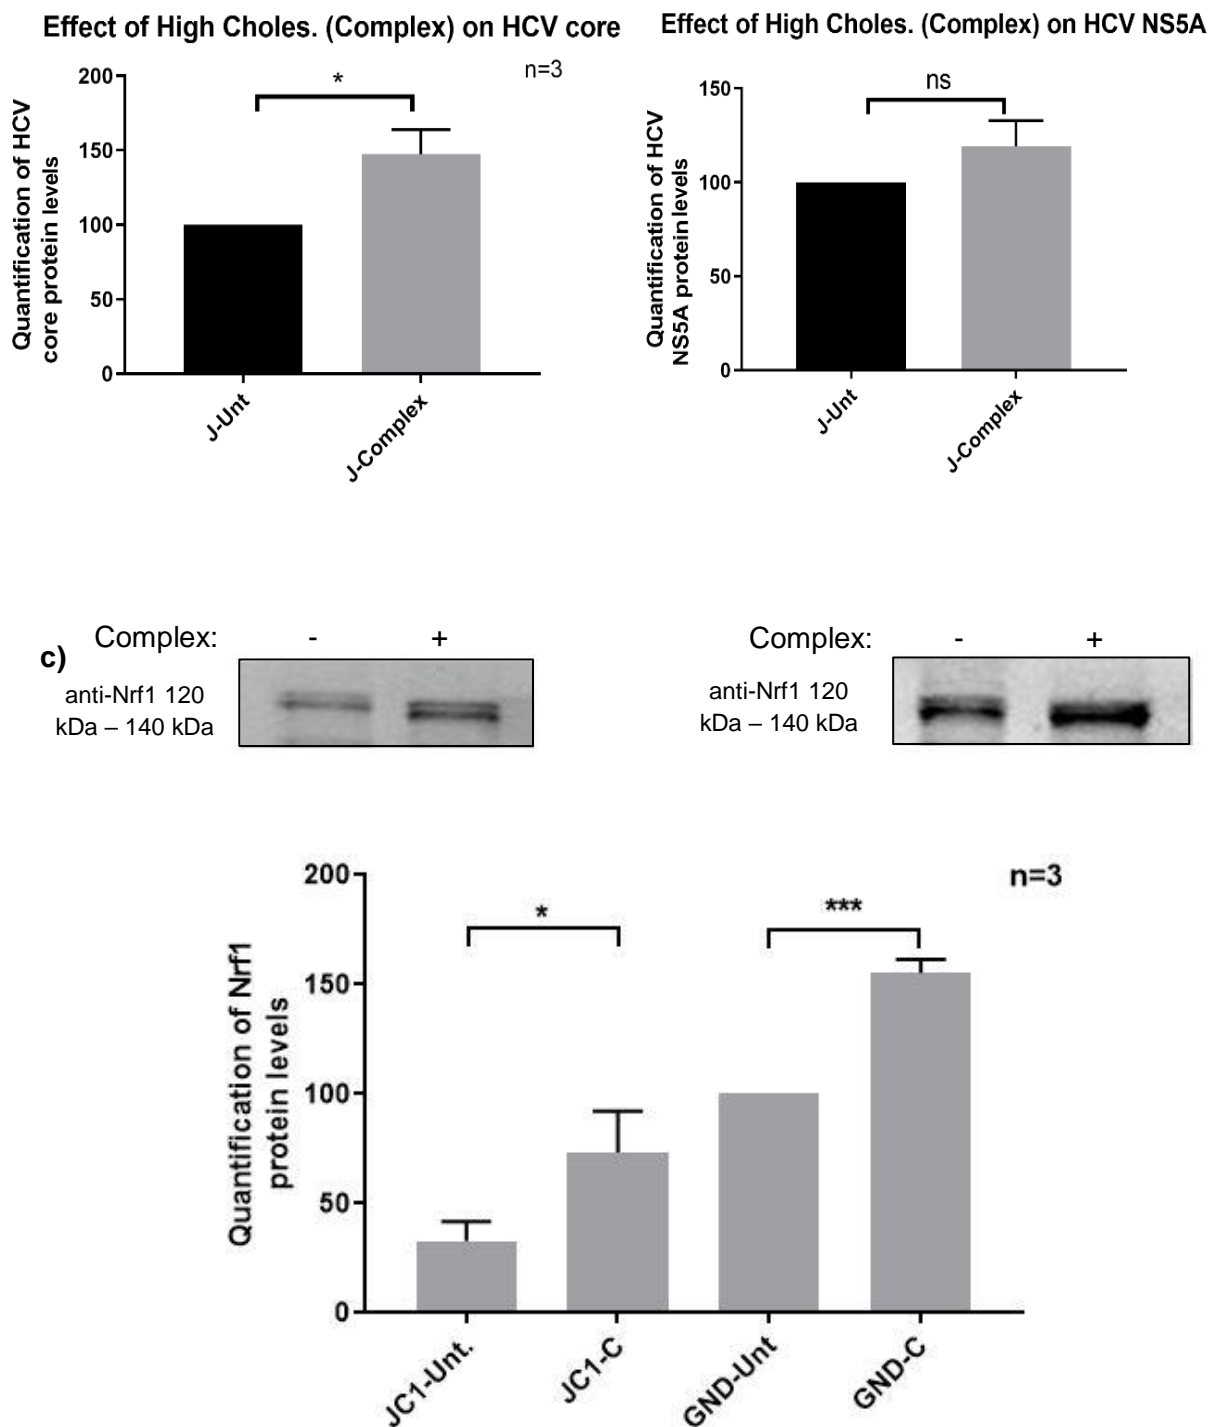 Effect of High Choles. (Complex) on HCV core
n=3
*
Quantification of HCV
core protein levels
200
150
100
50
0
J-Unt
J-Complex
Effect of High Choles. (Complex) on HCV NS5A
ns
Quantification of HCV
NS5A protein levels
150
100
50
0
J-Unt
J-Complex
c)
Complex: - +
anti-Nrf1 120
kDa – 140 kDa
Complex: - +
anti-Nrf1 120
kDa – 140 kDa
n=3
*
***
Quantification of Nrf1
protein levels
200
150
100
50
0
JC1-Unt.
JC1-C
GND-Unt
GND-C